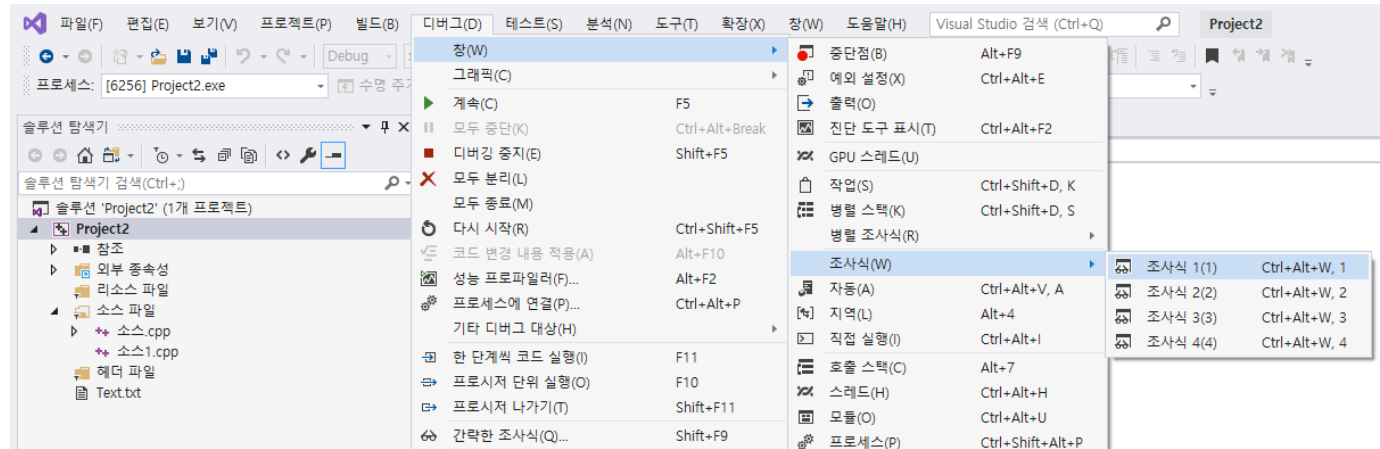 파일(F) 편집(E) 보기(V) 프로젝트(P) 빌드(B) 디버그(D) 테스트(S) 분석(N) 도구(T) 확장(X) 창(W) 도움말(H) Visual Studio 검색 (Ctrl+Q) Project2
Debug
프로세스: [6256] Project2.exe 수명 주기
솔루션 탐색기
솔루션 탐색기 검색(Ctrl+;)
솔루션 'Project2' (1개 프로젝트)
Project2
참조
외부 종속성
리소스 파일
소스 파일
소스.cpp
소스1.cpp
헤더 파일
Text.txt
창(W)
그래픽(C)
계속(C) F5
모두 중단(K) Ctrl+Alt+Break
디버깅 중지(E) Shift+F5
모두 분리(L)
모두 종료(M)
다시 시작(R) Ctrl+Shift+F5
코드 변경 내용 적용(A) Alt+F10
성능 프로파일러(F)... Alt+F2
프로세스에 연결(P)... Ctrl+Alt+P
기타 디버그 대상(H)
한 단계씩 코드 실행(I) F11
프로시저 단위 실행(O) F10
프로시저 나가기(T) Shift+F11
간략한 조사식(Q)... Shift+F9
중단점(B) Alt+F9
예외 설정(X) Ctrl+Alt+E
출력(O)
진단 도구 표시(T) Ctrl+Alt+F2
GPU 스레드(U)
작업(S) Ctrl+Shift+D, K
병렬 스택(K) Ctrl+Shift+D, S
병렬 조사식(R)
조사식(W)
자동(A) Ctrl+Alt+V, A
지역(L) Alt+4
직접 실행(I) Ctrl+Alt+I
호출 스택(C) Alt+7
스레드(H) Ctrl+Alt+H
모듈(O) Ctrl+Alt+U
프로세스(P) Ctrl+Shift+Alt+P
조사식 1(1) Ctrl+Alt+W, 1
조사식 2(2) Ctrl+Alt+W, 2
조사식 3(3) Ctrl+Alt+W, 3
조사식 4(4) Ctrl+Alt+W, 4